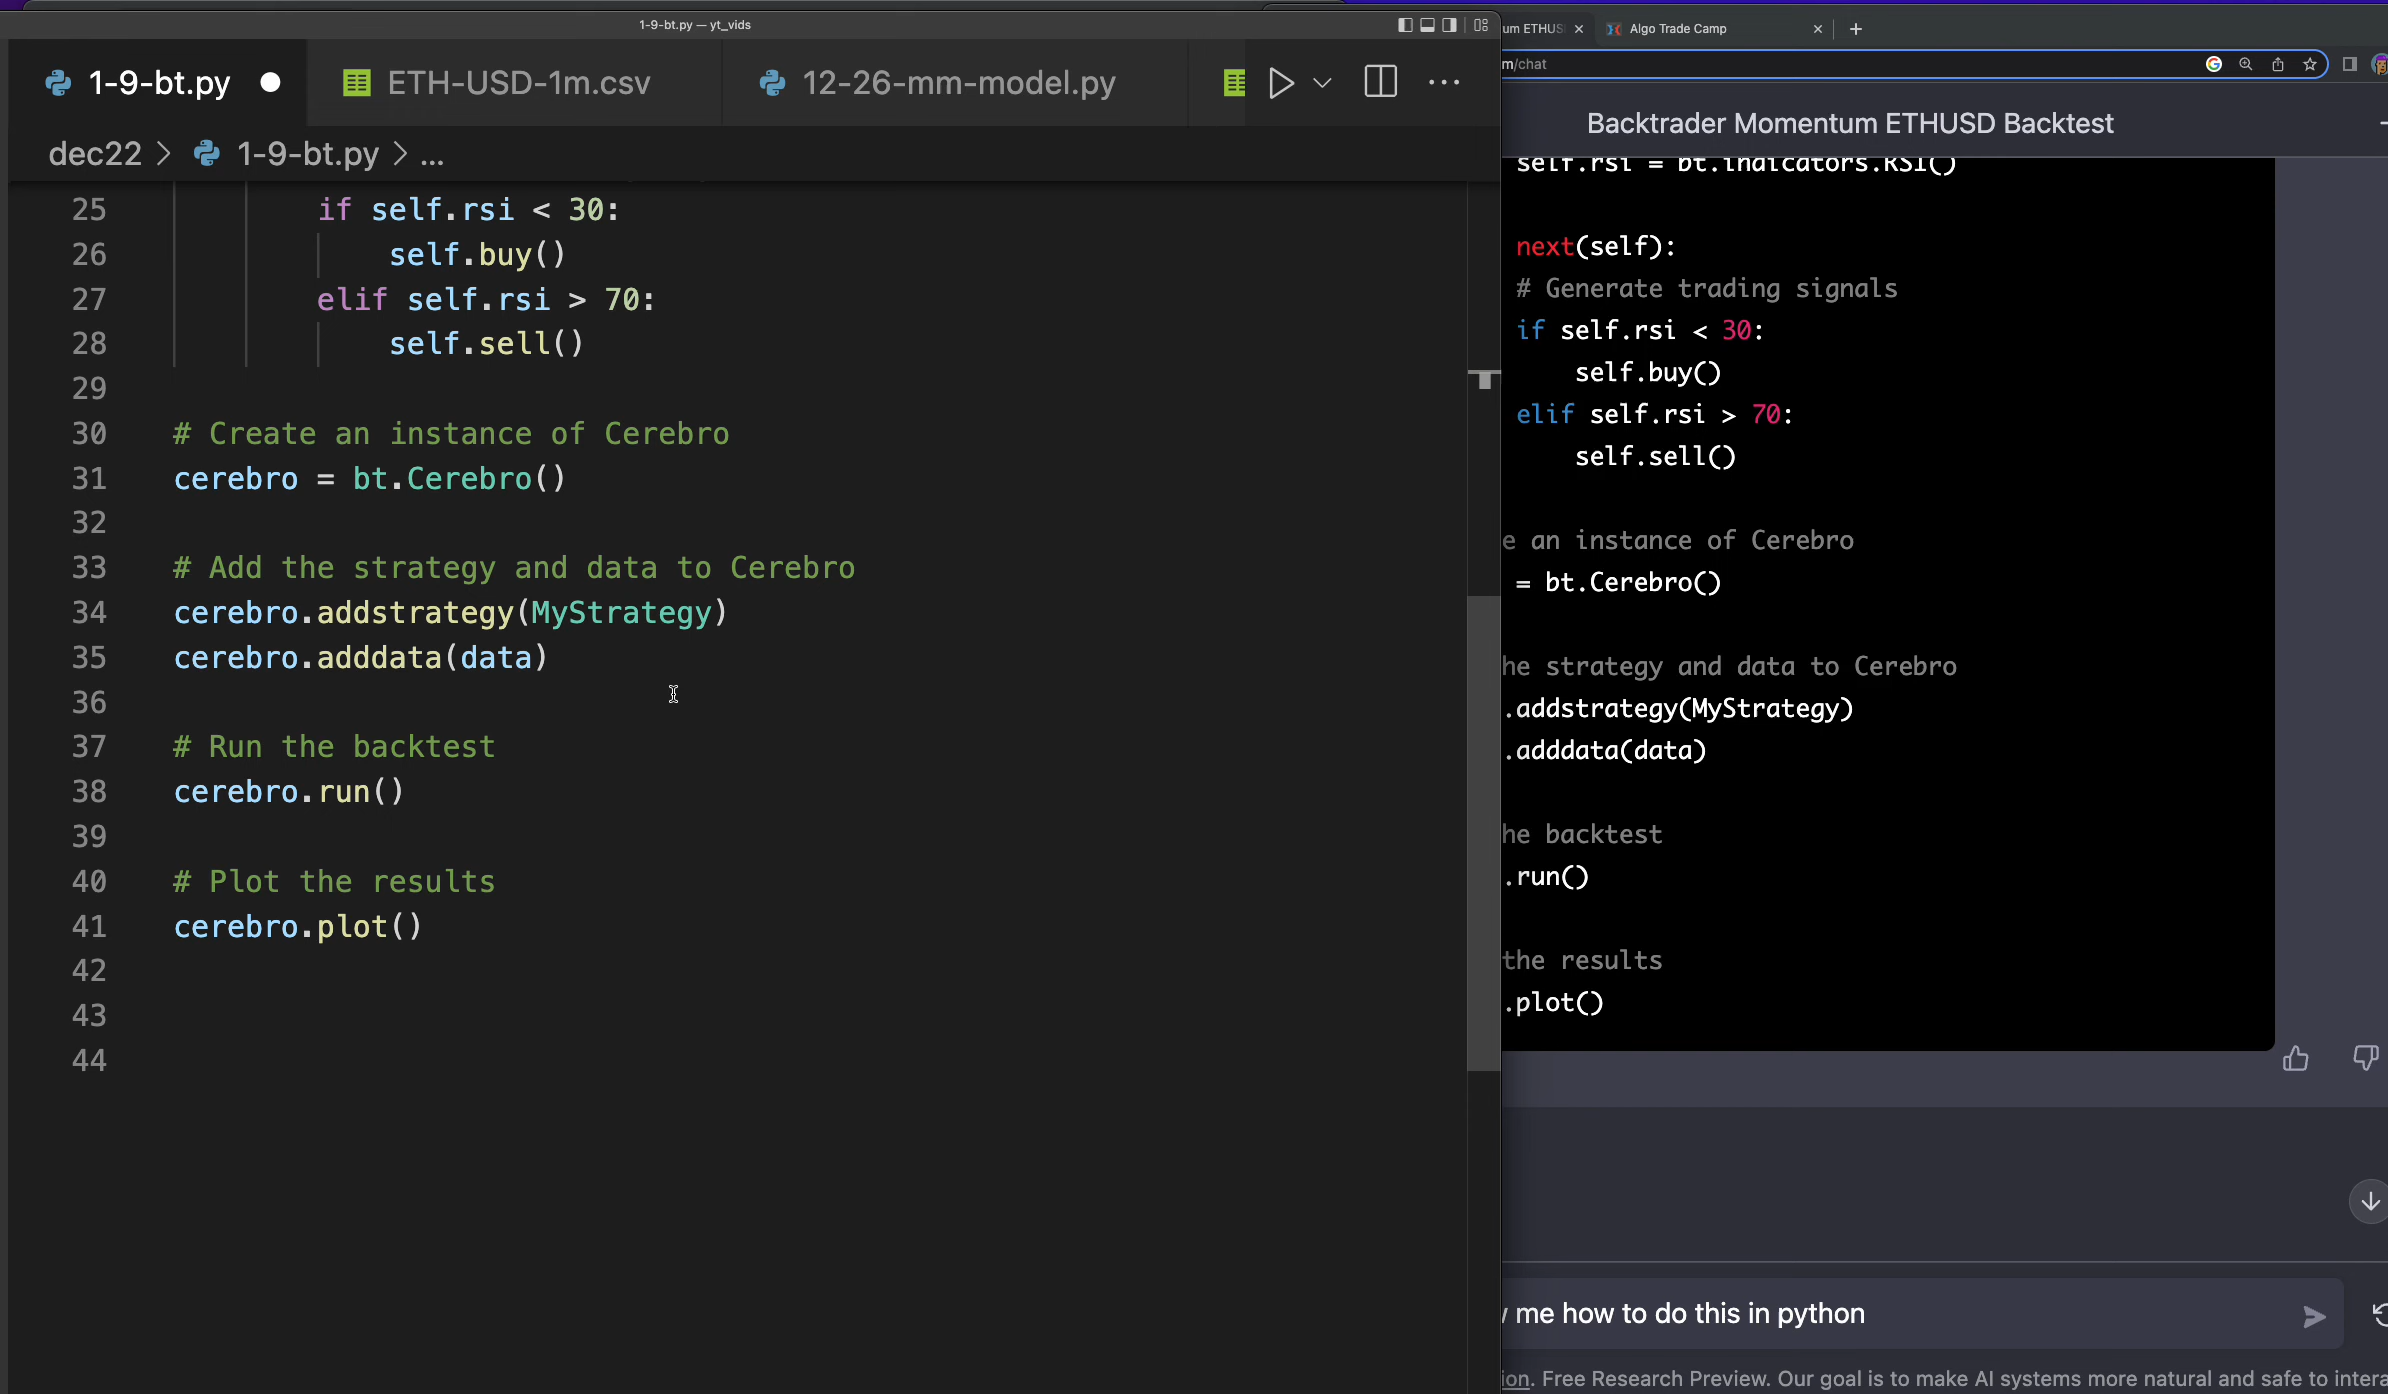 1-9-bt.py — yt_vids
1-9-bt.py
ETH-USD-1m.csv
12-26-mm-model.py
dec22 > 1-9-bt.py > ...
25 if self.rsi < 30:
26 self.buy()
27 elif self.rsi > 70:
28 self.sell()
29
30 # Create an instance of Cerebro
31 cerebro = bt.Cerebro()
32
33 # Add the strategy and data to Cerebro
34 cerebro.addstrategy(MyStrategy)
35 cerebro.adddata(data)
36
37 # Run the backtest
38 cerebro.run()
39
40 # Plot the results
41 cerebro.plot()
42
43
44
um ETHUS
Algo Trade Camp
m/chat
Backtrader Momentum ETHUSD Backtest
self.rsi = bt.indicators.RSI()
next(self):
# Generate trading signals
if self.rsi < 30:
self.buy()
elif self.rsi > 70:
self.sell()
e an instance of Cerebro
= bt.Cerebro()
he strategy and data to Cerebro
.addstrategy(MyStrategy)
.adddata(data)
he backtest
.run()
the results
.plot()
me how to do this in python
ion. Free Research Preview. Our goal is to make AI systems more natural and safe to intera